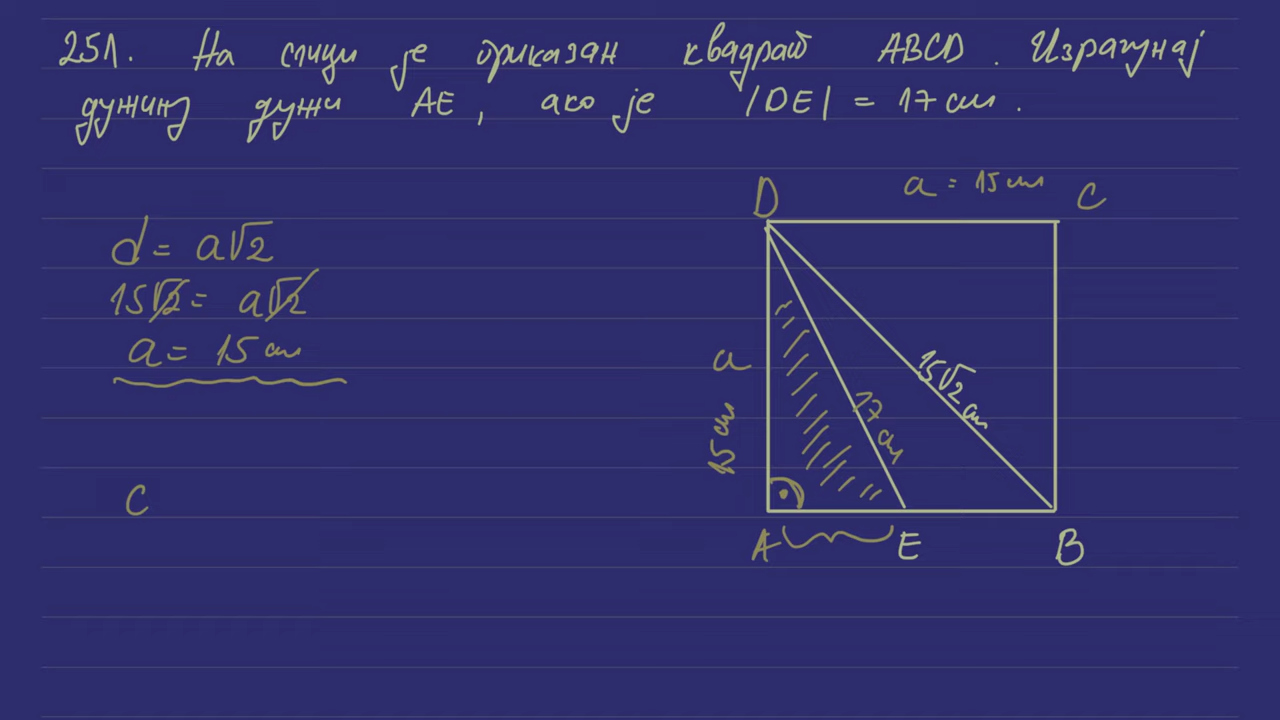 251. На слици је приказан квадрат ABCD. Израчунај
дужину дужи AE, ако је |DE| = 17 cm.
a = 15 cm
D
C
d = a√2
15√2 = a√2
a = 15 cm
a
15 cm
17 cm
15√2 cm
C
A
E
B